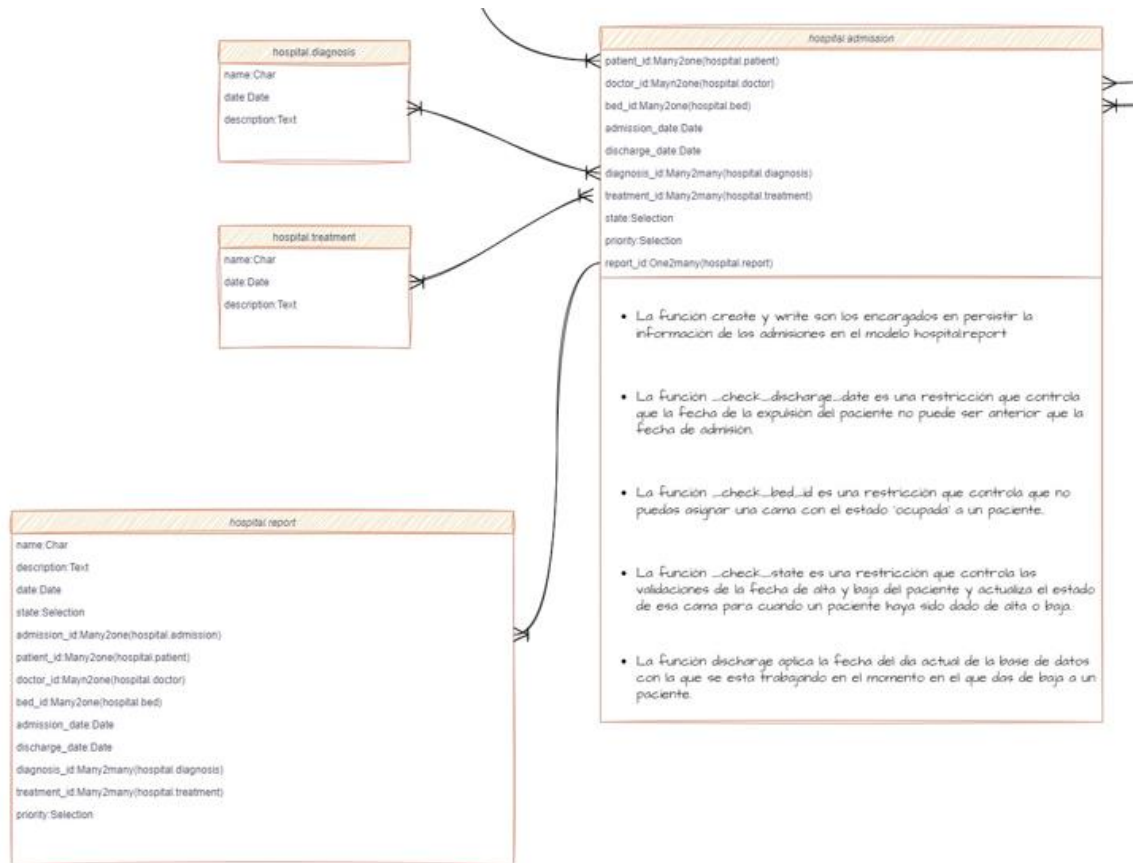 hospital.diagnosis
name:Char
date:Date
description:Text
hospital.treatment
name:Char
date:Date
description:Text
hospital.admission
patient_id:Many2one(hospital.patient)
doctor_id:Mayn2one(hospital.doctor)
bed_id:Many2one(hospital.bed)
admission_date:Date
discharge_date:Date
diagnosis_id:Many2many(hospital.diagnosis)
treatment_id:Many2many(hospital.treatment)
state:Selection
priority:Selection
report_id:One2many(hospital.report)
• La función create y write son los encargados en persistir la
información de las admisiones en el modelo hospital.report
• La función _check_discharge_date es una restricción que controla
que la fecha de la expulsión del paciente no puede ser anterior que la
fecha de admisión.
• La función _check_bed_id es una restricción que controla que no
puedas asignar una cama con el estado 'ocupada' a un paciente.
• La función _check_state es una restricción que controla las
validaciones de la fecha de alta y baja del paciente y actualiza el estado
de esa cama para cuando un paciente haya sido dado de alta o baja.
• La función discharge aplica la fecha del día actual de la base de datos
con la que se esta trabajando en el momento en el que das de baja a un
paciente.
hospital.report
name:Char
description:Text
date:Date
state:Selection
admission_id:Many2one(hospital.admission)
patient_id:Many2one(hospital.patient)
doctor_id:Mayn2one(hospital.doctor)
bed_id:Many2one(hospital.bed)
admission_date:Date
discharge_date:Date
diagnosis_id:Many2many(hospital.diagnosis)
treatment_id:Many2many(hospital.treatment)
priority:Selection